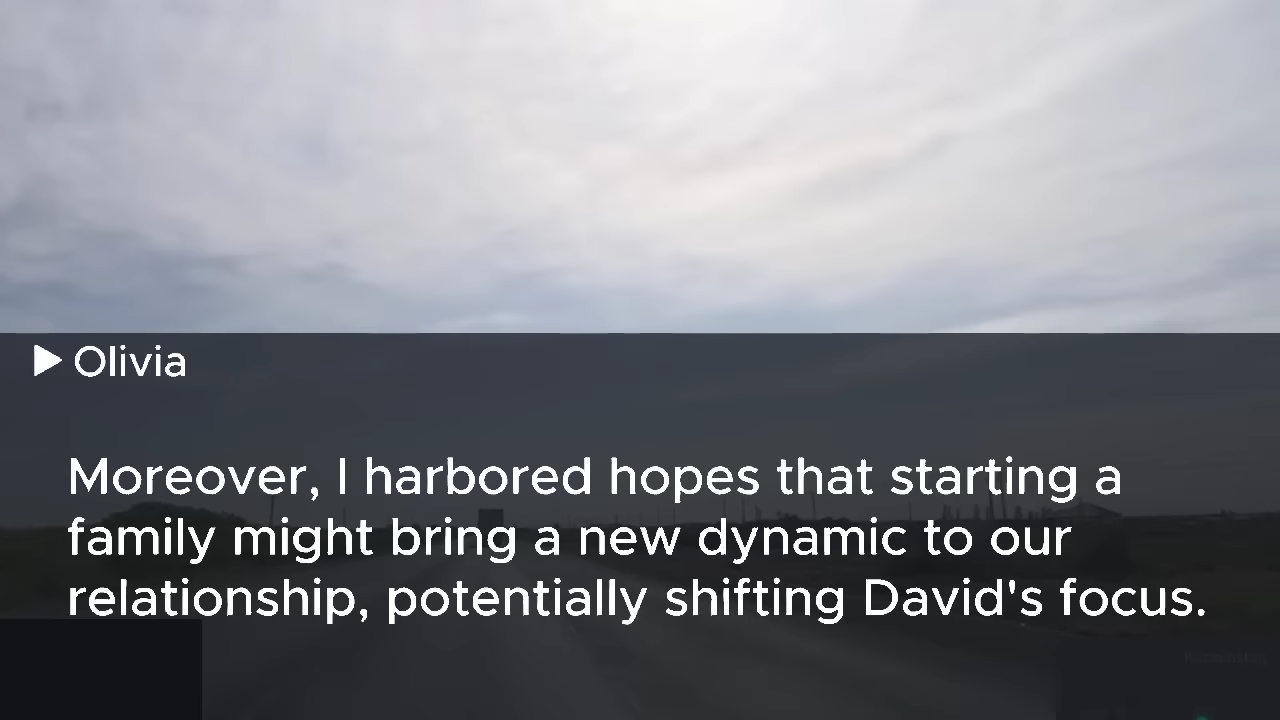 Olivia
Moreover, I harbored hopes that starting a
family might bring a new dynamic to our
relationship, potentially shifting David's focus.